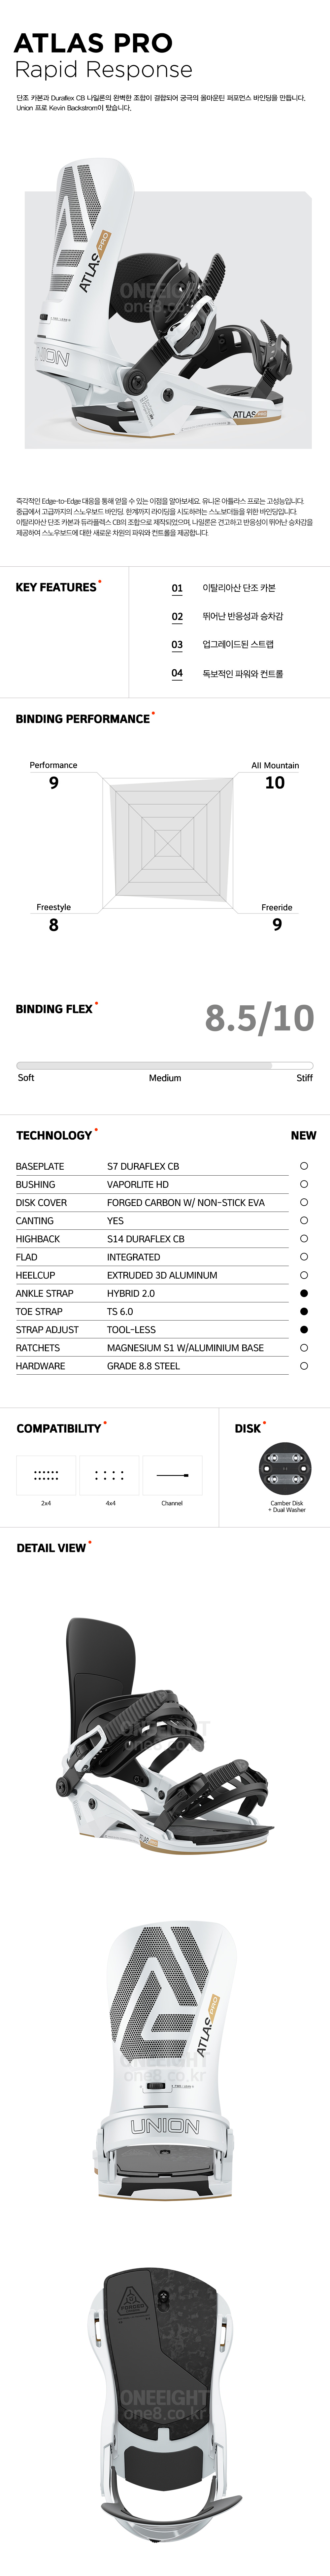 ATLAS PRO
Rapid Response
단조 카본과 Duraflex CB 나일론의 완벽한 조합이 결합되어 궁극의 올마운틴 퍼포먼스 바인딩을 만듭니다.
Union 프로 Kevin Backstrom이 탔습니다.
ATLAS PRO
UNION
ONEEIGHT
one8.co.kr
ATLAS PRO
즉각적인 Edge-to-Edge 대응을 통해 얻을 수 있는 이점을 알아보세요. 유니온 아틀라스 프로는 고성능입니다.
중급에서 고급까지의 스노우보드 바인딩. 한계까지 라이딩을 시도하려는 스노보더들을 위한 바인딩입니다.
이탈리아산 단조 카본과 듀라플렉스 CB의 조합으로 제작되었으며, 나일론은 견고하고 반응성이 뛰어난 승차감을
제공하여 스노우보드에 대한 새로운 차원의 파워와 컨트롤을 제공합니다.
KEY FEATURES
01 이탈리아산 단조 카본
02 뛰어난 반응성과 승차감
03 업그레이드된 스트랩
04 독보적인 파워와 컨트롤
BINDING PERFORMANCE
Performance All Mountain
9 10
Freestyle Freeride
8 9
BINDING FLEX 8.5/10
Soft Medium Stiff
TECHNOLOGY NEW
BASEPLATE S7 DURAFLEX CB
BUSHING VAPORLITE HD
DISK COVER FORGED CARBON W/ NON-STICK EVA
CANTING YES
HIGHBACK S14 DURAFLEX CB
FLAD INTEGRATED
HEELCUP EXTRUDED 3D ALUMINUM
ANKLE STRAP HYBRID 2.0
TOE STRAP TS 6.0
STRAP ADJUST TOOL-LESS
RATCHETS MAGNESIUM S1 W/ALUMINIUM BASE
HARDWARE GRADE 8.8 STEEL
COMPATIBILITY DISK
2x4 4x4 Channel
Camber Disk
+ Dual Washer
DETAIL VIEW
ONEEIGHT
one8.co.kr
ATLAS PRO
ONEEIGHT
one8.co.kr
UNION
FORGED
ONEEIGHT
one8.co.kr